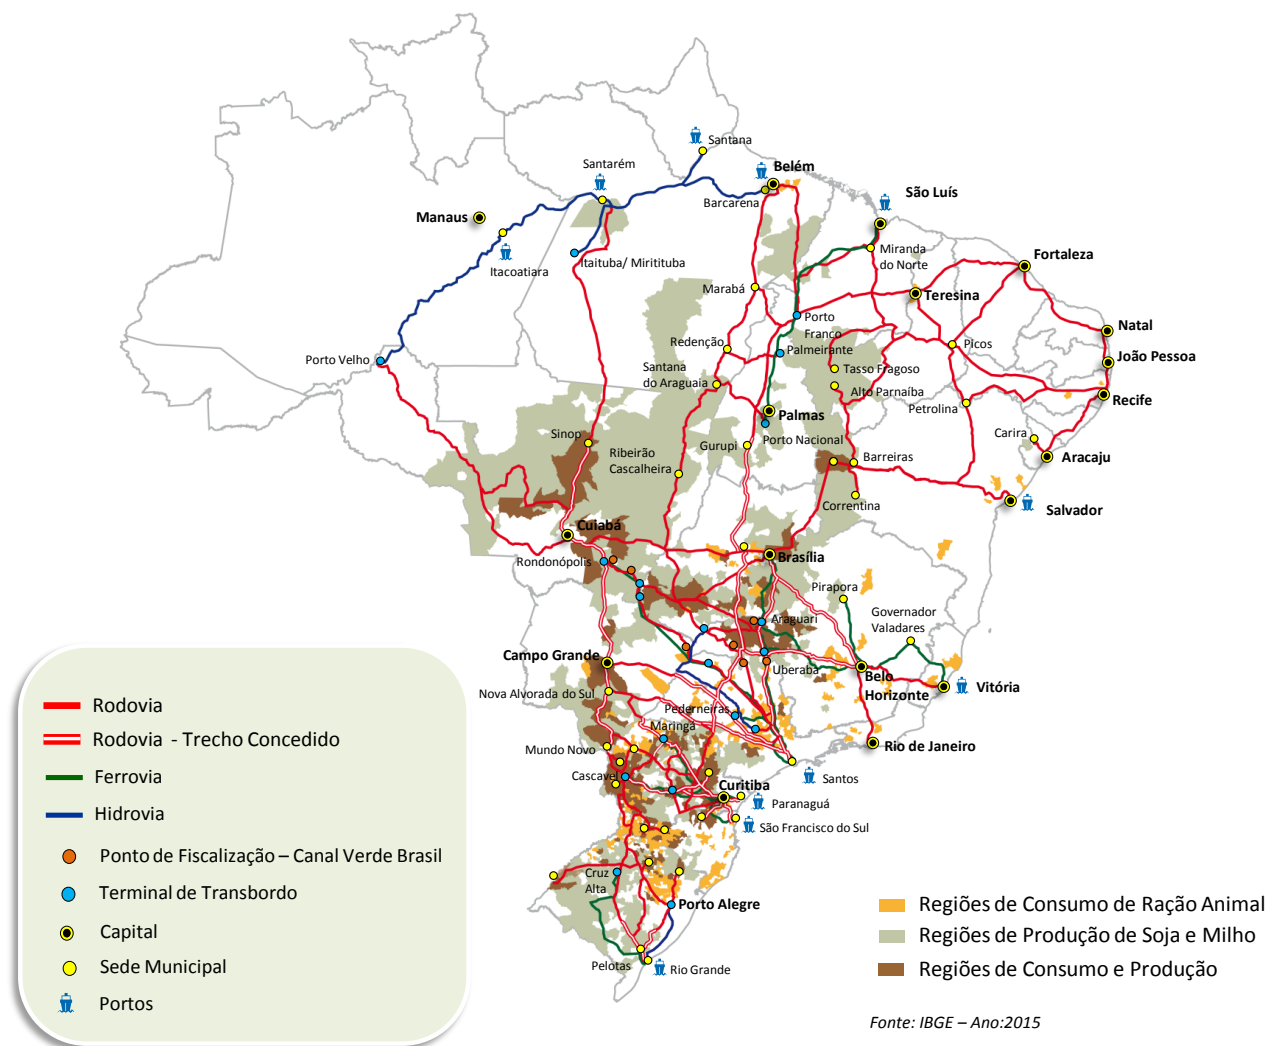 Santana
Santarém
Belém
Barcarena
São Luís
Manaus
Itacoatiara
Itaituba/ Miritituba
Miranda
do Norte
Fortaleza
Marabá
Teresina
Porto
Franco
Natal
Redenção
Palmeirante
Picos
João Pessoa
Porto Velho
Santana
do Araguaia
Tasso Fragoso
Alto Parnaíba
Petrolina
Recife
Palmas
Porto Nacional
Carira
Sinop
Ribeirão
Cascalheira
Gurupi
Barreiras
Aracaju
Correntina
Salvador
Cuiabá
Rondonópolis
Brasília
Pirapora
Governador
Valadares
Araguari
Campo Grande
Uberaba
Belo
Horizonte
Vitória
Nova Alvorada do Sul
Pederneiras
Maringá
Mundo Novo
Rio de Janeiro
Cascavel
Santos
Curitiba
Paranaguá
São Francisco do Sul
Cruz
Alta
Porto Alegre
Pelotas
Rio Grande
Rodovia
Rodovia - Trecho Concedido
Ferrovia
Hidrovia
Ponto de Fiscalização – Canal Verde Brasil
Terminal de Transbordo
Capital
Sede Municipal
Portos
Regiões de Consumo de Ração Animal
Regiões de Produção de Soja e Milho
Regiões de Consumo e Produção
Fonte: IBGE – Ano:2015